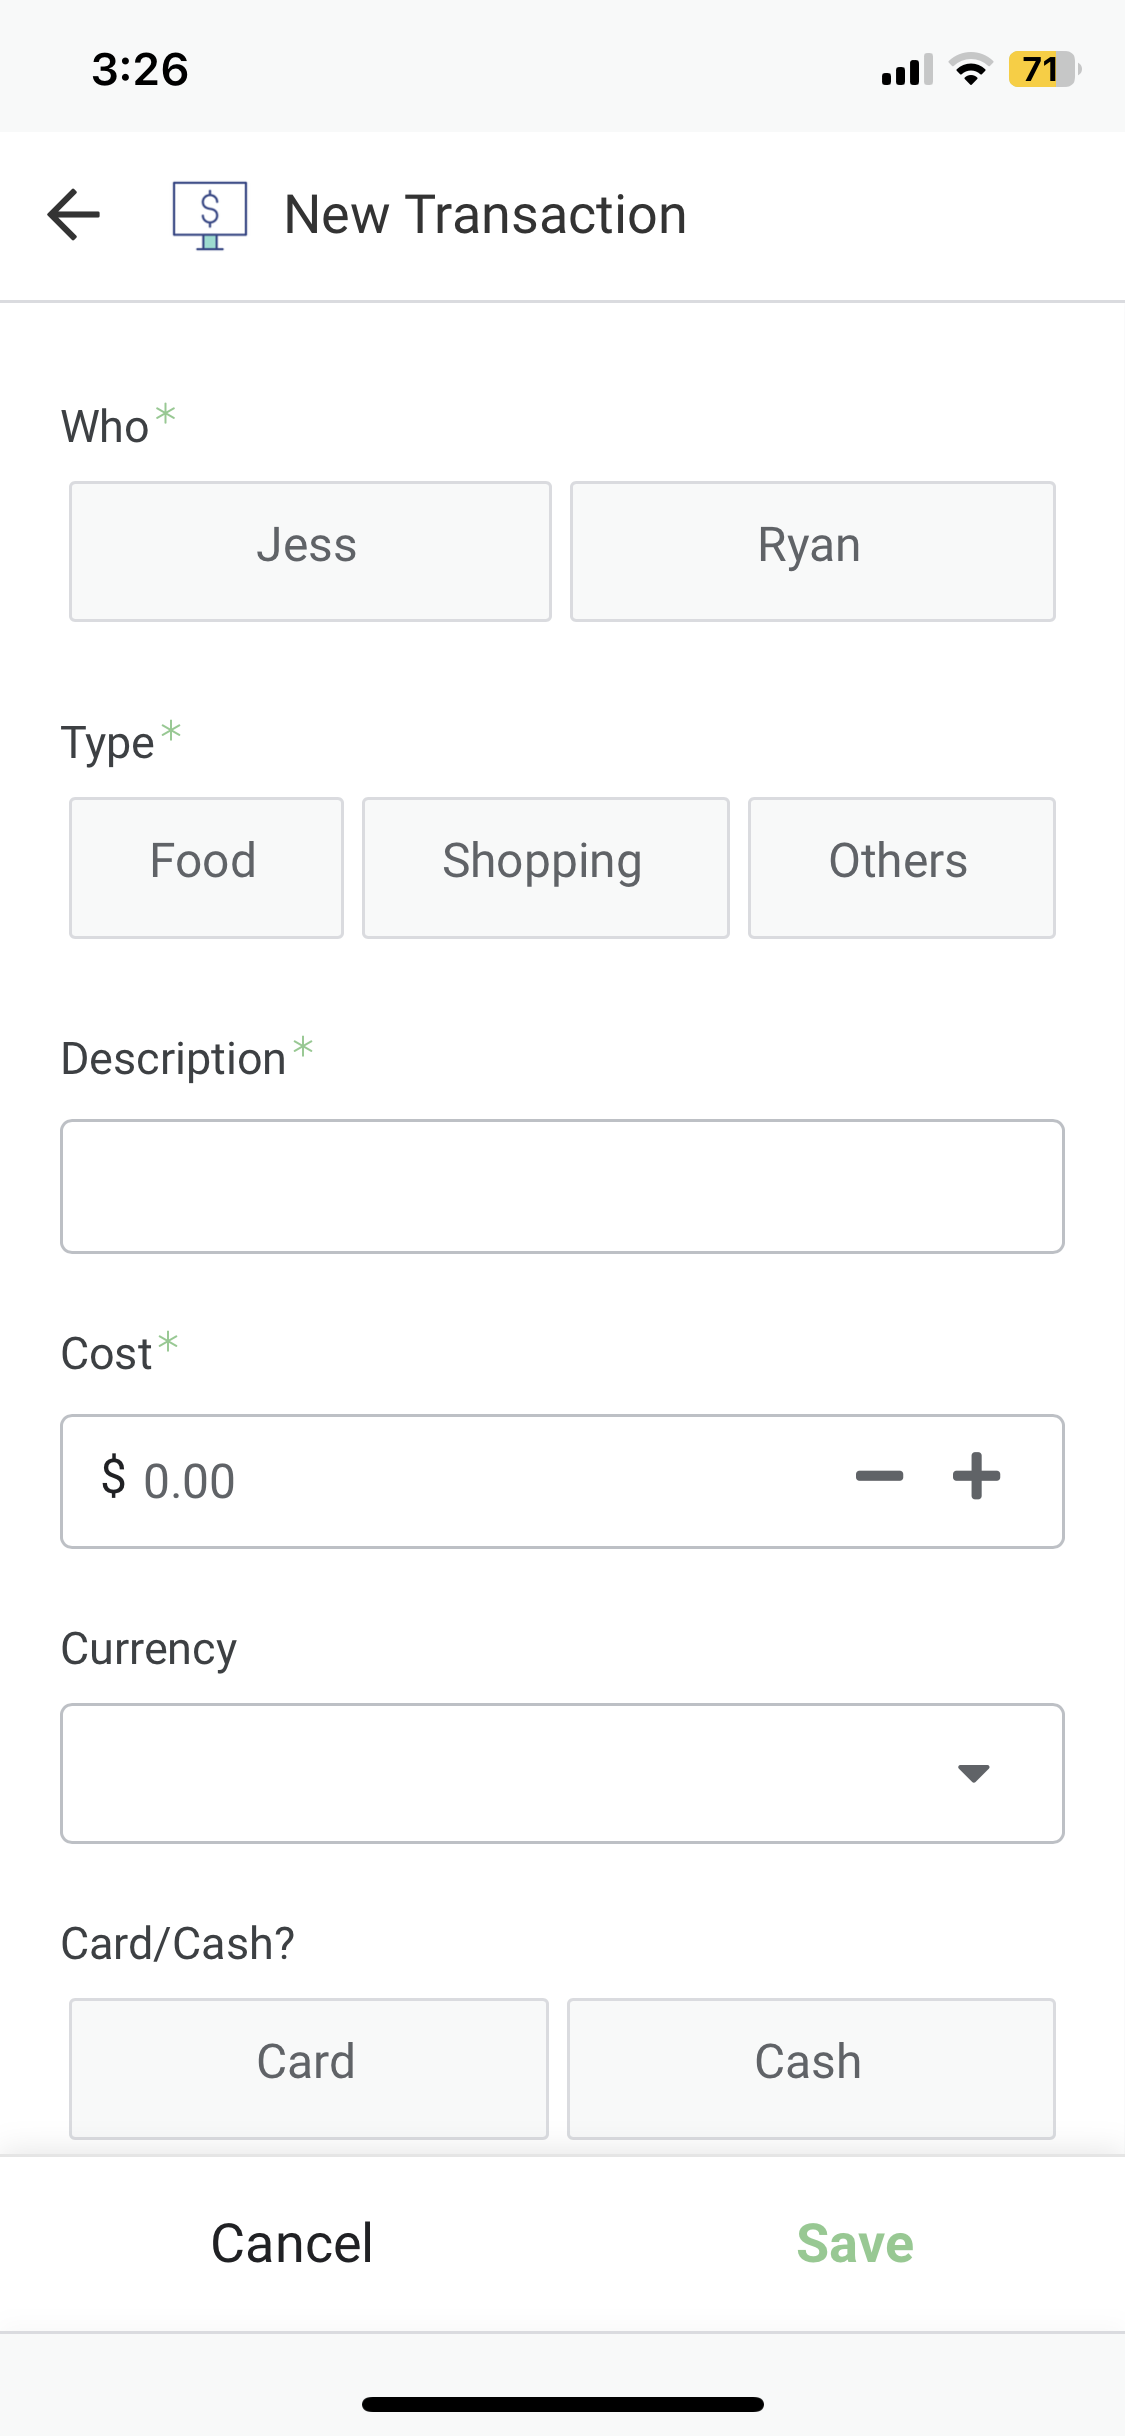 3:26
71
$ New Transaction
Who*
Jess Ryan
Type*
Food Shopping Others
Description*
Cost*
$ 0.00 − +
Currency
Card/Cash?
Card Cash
Cancel Save